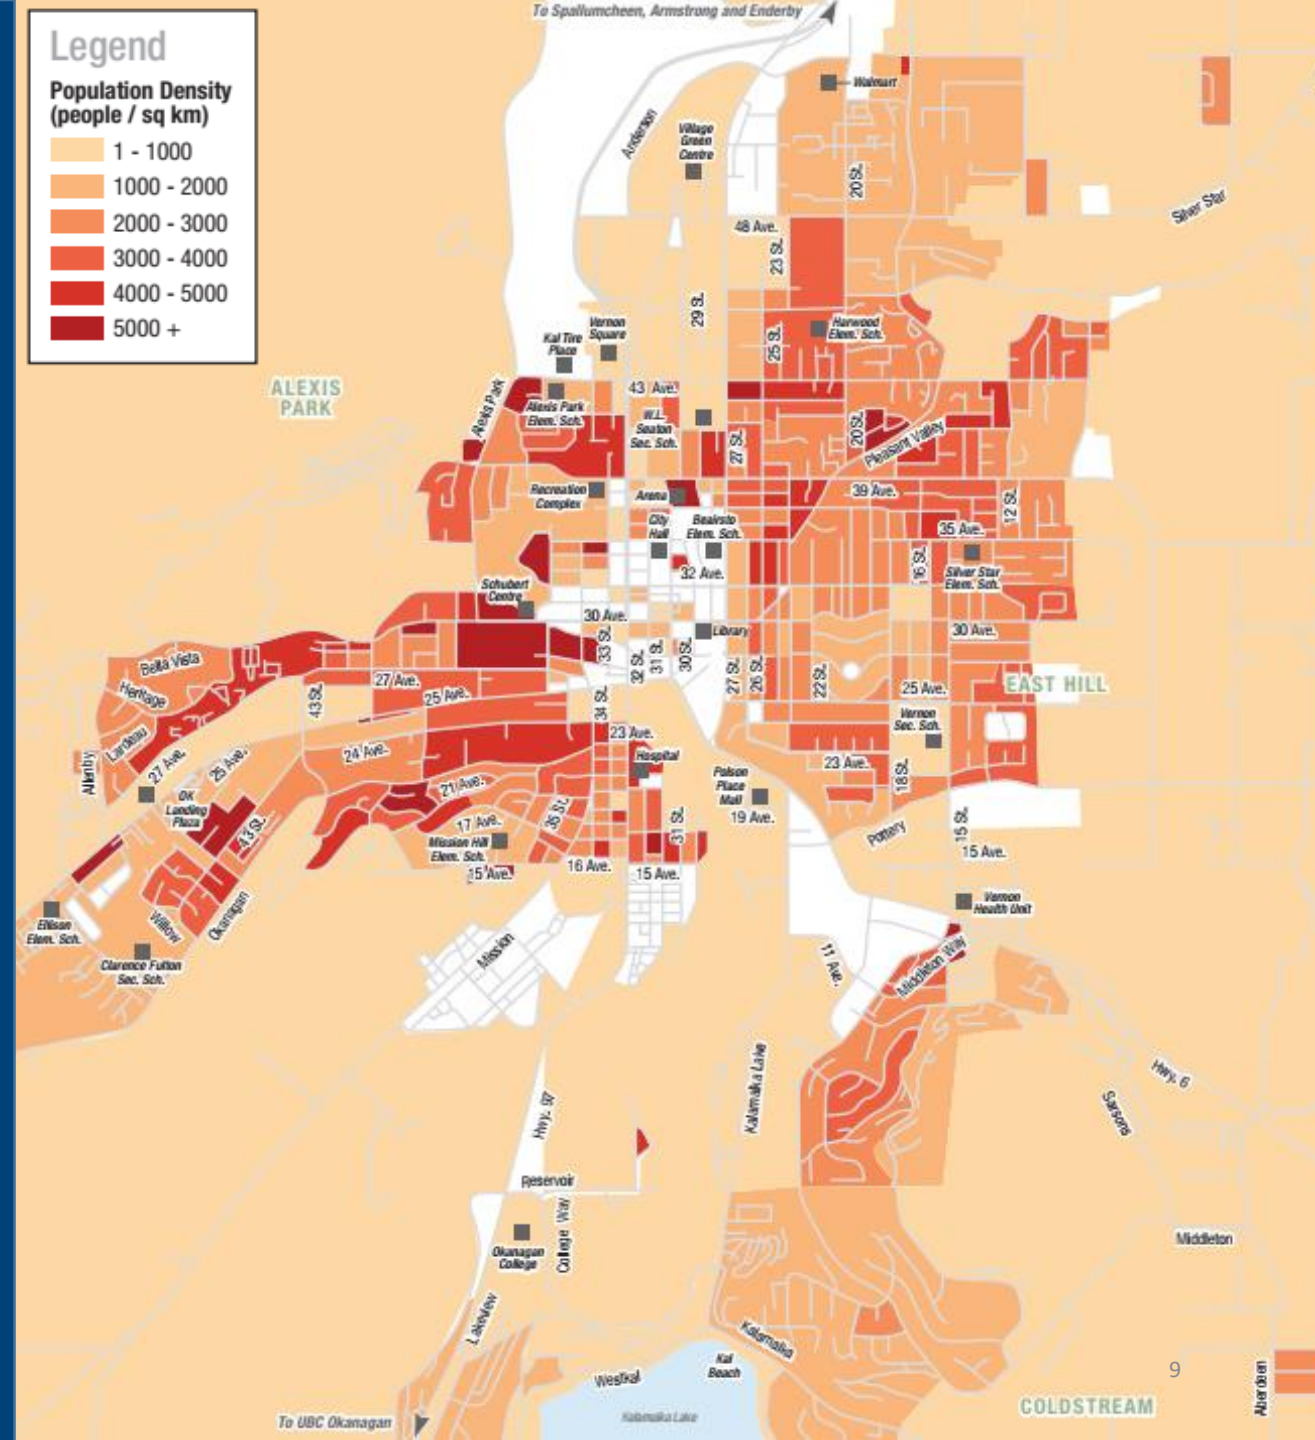 To Spallumcheen, Armstrong and Enderby
Legend
Population Density
(people / sq km)
1 - 1000
1000 - 2000
2000 - 3000
3000 - 4000
4000 - 5000
5000 +
Walmart
Anderson
Village
Green
Centre
20 St.
Silver Star
48 Ave.
23 St.
29 St.
Vernon
Square
Kal Tire
Place
25 St.
Harwood
Elem. Sch.
ALEXIS
PARK
Alexis Park
43 Ave.
Alexis Park
Elem. Sch.
W.L.
Seaton
Sec. Sch.
27 St.
20 St.
Pleasant Valley
Recreation
Complex
Arena
39 Ave.
12 St.
City
Hall
Beairsto
Elem. Sch.
35 Ave.
16 St.
Silver Star
Elem. Sch.
32 Ave.
Schubert
Centre
30 Ave.
Library
30 Ave.
33 St.
32 St.
31 St.
30 St.
27 St.
26 St.
22 St.
Bella Vista
Heritage
27 Ave.
25 Ave.
43 St.
34 St.
25 Ave.
EAST HILL
Vernon
Sec. Sch.
Lardeau
Allenby
27 Ave.
25 Ave.
24 Ave.
23 Ave.
Hospital
23 Ave.
18 St.
Polson
Place
Mall
19 Ave.
OK
Landing
Plaza
43 St.
21 Ave.
17 Ave.
35 St.
31 St.
Mission Hill
Elem. Sch.
15 Ave.
16 Ave.
15 Ave.
Pottery
15 St.
15 Ave.
Ellison
Elem. Sch.
Willow
Okanagan
Clarence Fulton
Sec. Sch.
Mission
Vernon
Health Unit
11 Ave.
Middleton Way
Kalamalka Lake
Hwy. 6
Sarsons
Hwy. 97
Reservoir
College Way
Okanagan
College
Middleton
Lakeview
Kalamalka
Kal
Beach
Westkal
Kalamalka Lake
To UBC Okanagan
9
COLDSTREAM
Aberdeen